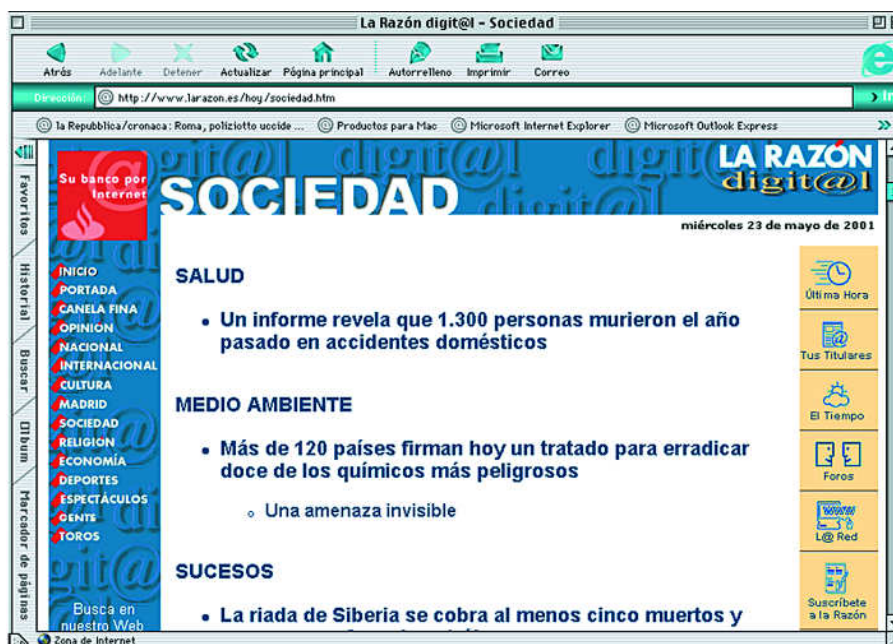 La Razón digit@l - Sociedad
Atrás Adelante Detener Actualizar Página principal Autorrelleno Imprimir Correo
Dirección: http://www.larazon.es/hoy/sociedad.htm
la Repubblica/cronaca: Roma, poliziotto uccide ... Productos para Mac Microsoft Internet Explorer Microsoft Outlook Express
Favoritos
Historial
Buscar
Álbum
Marcador de páginas
Su banco por
Internet
digit@l digit@l digit@l
SOCIEDAD
LA RAZÓN
digit@l
miércoles 23 de mayo de 2001
INICIO
PORTADA
CANELA FINA
OPINION
NACIONAL
INTERNACIONAL
CULTURA
MADRID
SOCIEDAD
RELIGION
ECONOMÍA
DEPORTES
ESPECTÁCULOS
GENTE
TOROS
Busca en
nuestro Web
SALUD
• Un informe revela que 1.300 personas murieron el año
pasado en accidentes domésticos
MEDIO AMBIENTE
• Más de 120 países firman hoy un tratado para erradicar
doce de los químicos más peligrosos
Una amenaza invisible
SUCESOS
• La riada de Siberia se cobra al menos cinco muertos y
Última Hora
Tus Titulares
El Tiempo
Foros
WWW
L@ Red
Suscríbete
a la Razón
Zona de Internet